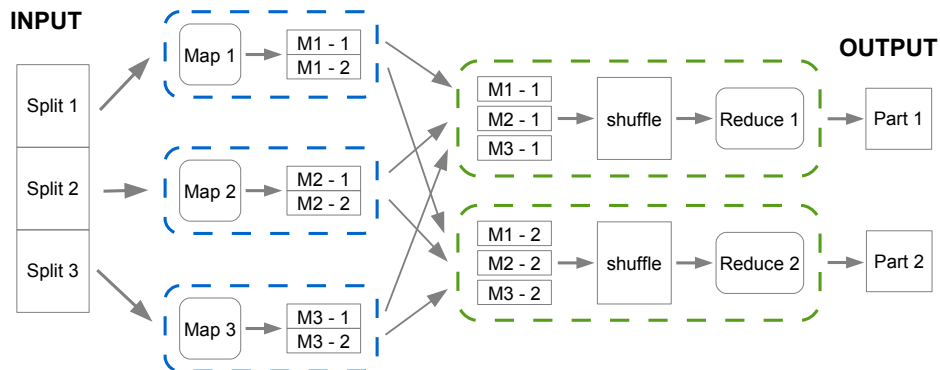 INPUT
Split 1
Split 2
Split 3
Map 1
M1 - 1
M1 - 2
Map 2
M2 - 1
M2 - 2
Map 3
M3 - 1
M3 - 2
M1 - 1
M2 - 1
M3 - 1
shuffle
Reduce 1
M1 - 2
M2 - 2
M3 - 2
shuffle
Reduce 2
OUTPUT
Part 1
Part 2